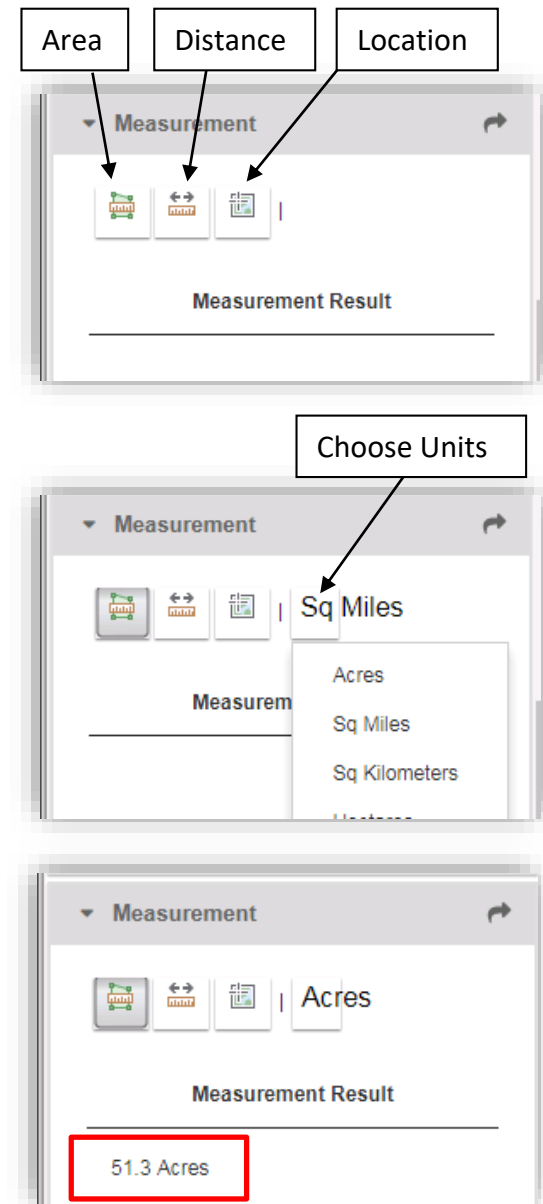 Area Distance Location
Measurement
|
Measurement Result
Choose Units
Measurement
| Sq Miles
Acres
Measurem
Sq Miles
Sq Kilometers
Measurement
| Acres
Measurement Result
51.3 Acres